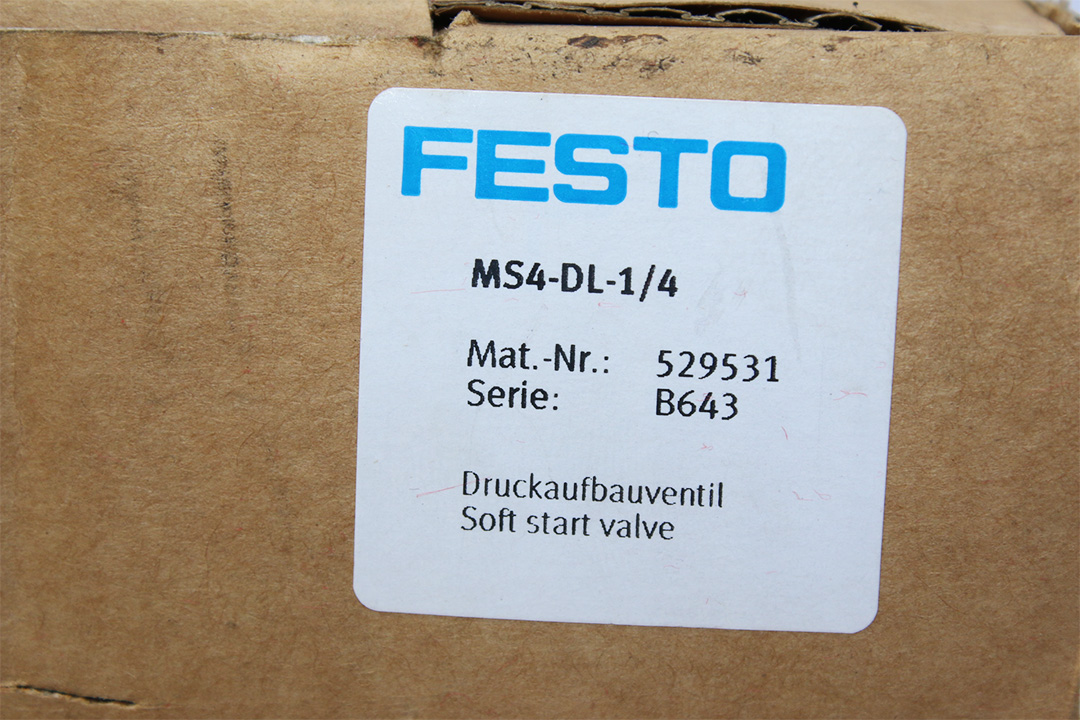 FESTO
MS4-DL-1/4
Mat.-Nr.: 529531
Serie: B643
Druckaufbauventil
Soft start valve